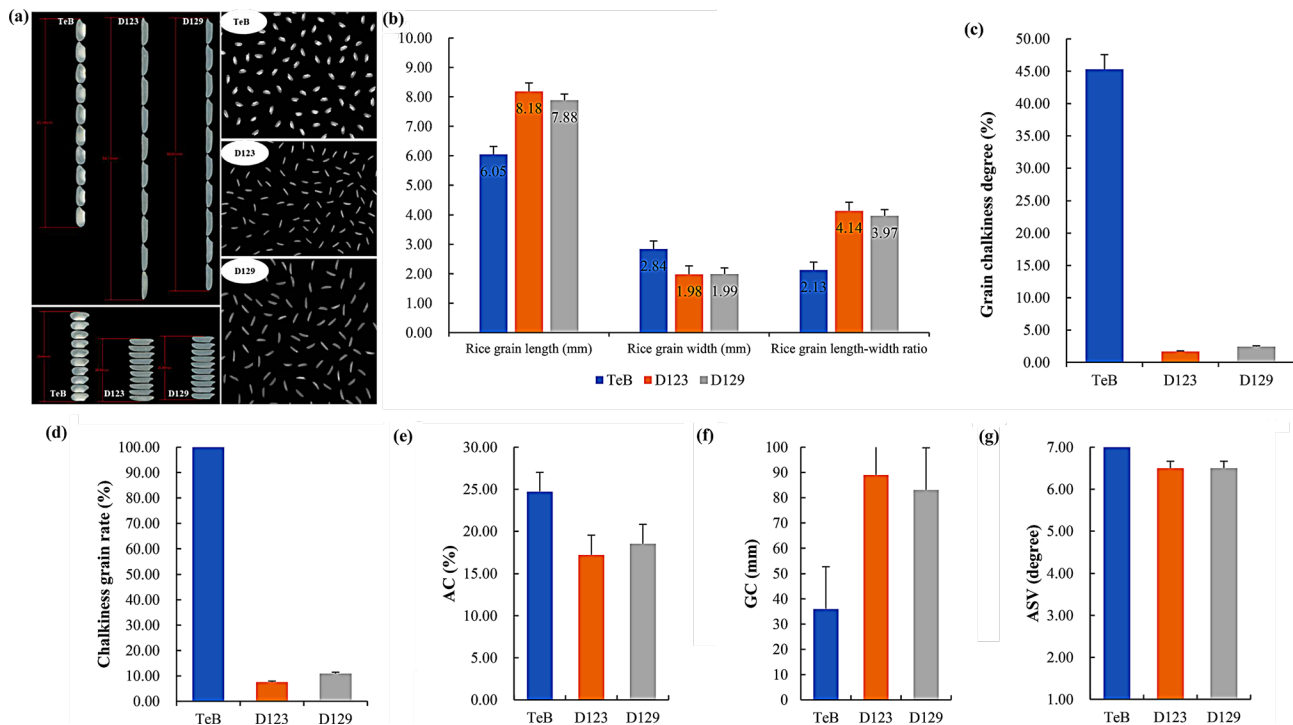 (a)
TeB
D123
D129
TeB
D123
D129
TeB
D123
D129
(b)
10.00
9.00
8.00
7.00
6.00
5.00
4.00
3.00
2.00
1.00
0.00
6.05
8.18
7.88
2.84
1.98
1.99
2.13
4.14
3.97
Rice grain length (mm)
Rice grain width (mm)
Rice grain length-width ratio
TeB
D123
D129
(c)
Grain chalkiness degree (%)
50.00
45.00
40.00
35.00
30.00
25.00
20.00
15.00
10.00
5.00
0.00
TeB
D123
D129
(d)
Chalkiness grain rate (%)
100.00
90.00
80.00
70.00
60.00
50.00
40.00
30.00
20.00
10.00
0.00
TeB
D123
D129
(e)
AC (%)
30.00
25.00
20.00
15.00
10.00
5.00
0.00
TeB
D123
D129
(f)
GC (mm)
100
90
80
70
60
50
40
30
20
10
0
TeB
D123
D129
(g)
ASV (degree)
7.00
6.00
5.00
4.00
3.00
2.00
1.00
TeB
D123
D129